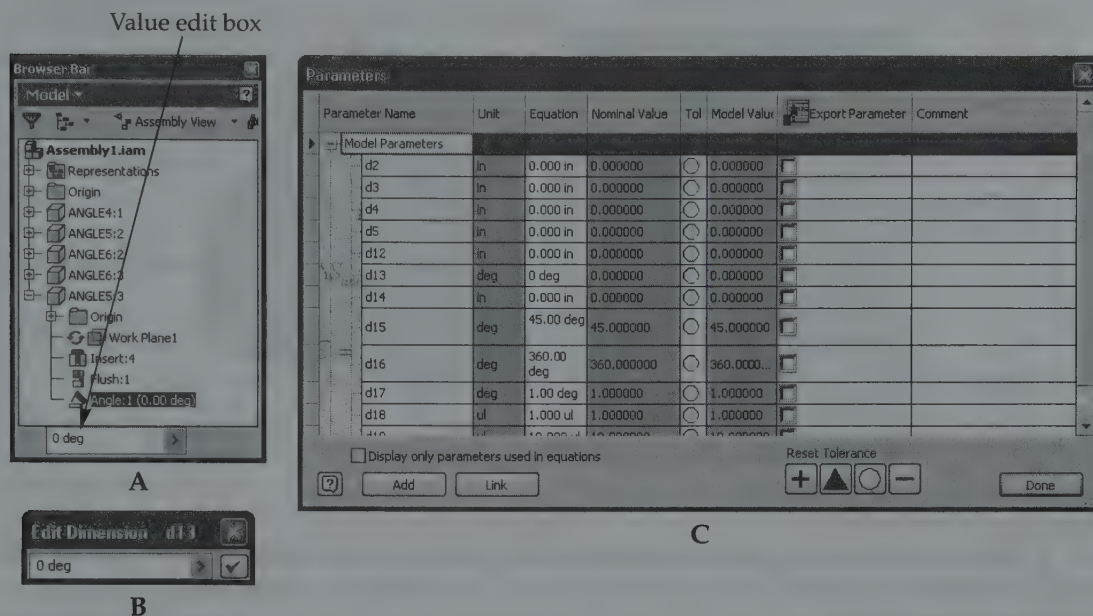 Value edit box
Browser Bar
Model
Assembly View
Assembly1.iam
Representations
Origin
ANGLE4:1
ANGLE5:2
ANGLE6:2
ANGLE6:3
ANGLE5:3
Origin
Work Plane1
Insert:4
Flush:1
Angle:1 (0.00 deg)
0 deg
A
Edit Dimension d13
0 deg
B
Parameters
Parameter Name Unit Equation Nominal Value Tol Model Value Export Parameter Comment
Model Parameters
d2 in 0.000 in 0.000000 0.000000
d3 in 0.000 in 0.000000 0.000000
d4 in 0.000 in 0.000000 0.000000
d5 in 0.000 in 0.000000 0.000000
d12 in 0.000 in 0.000000 0.000000
d13 deg 0 deg 0.000000 0.000000
d14 in 0.000 in 0.000000 0.000000
d15 deg 45.00 deg 45.000000 45.000000
d16 deg 360.00 deg 360.000000 360.0000...
d17 deg 1.00 deg 1.000000 1.000000
d18 ul 1.000 ul 1.000000 1.000000
Display only parameters used in equations
Reset Tolerance
Add Link Done
C